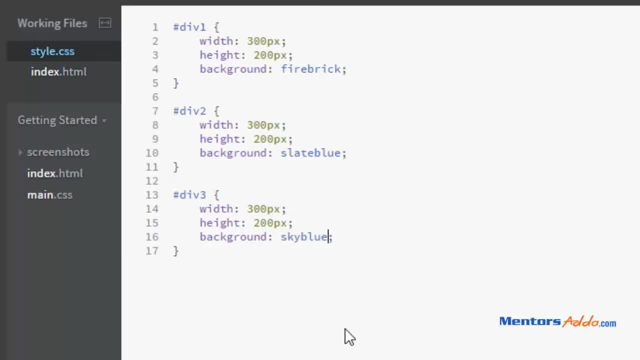 Working Files
style.css
index.html
Getting Started
screenshots
index.html
main.css
1 #div1 {
2 width: 300px;
3 height: 200px;
4 background: firebrick;
5 }
6
7 #div2 {
8 width: 300px;
9 height: 200px;
10 background: slateblue;
11 }
12
13 #div3 {
14 width: 300px;
15 height: 200px;
16 background: skyblue;
17 }
MentorsAdda.com